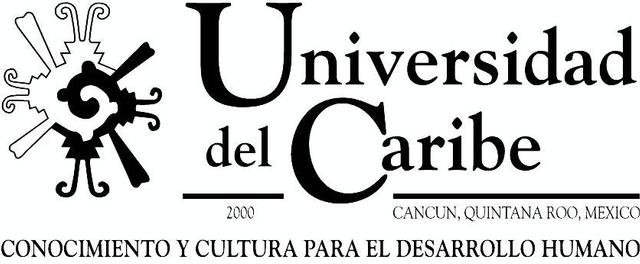 Universidad
del Caribe
2000 CANCUN, QUINTANA ROO, MEXICO
CONOCIMIENTO Y CULTURA PARA EL DESARROLLO HUMANO